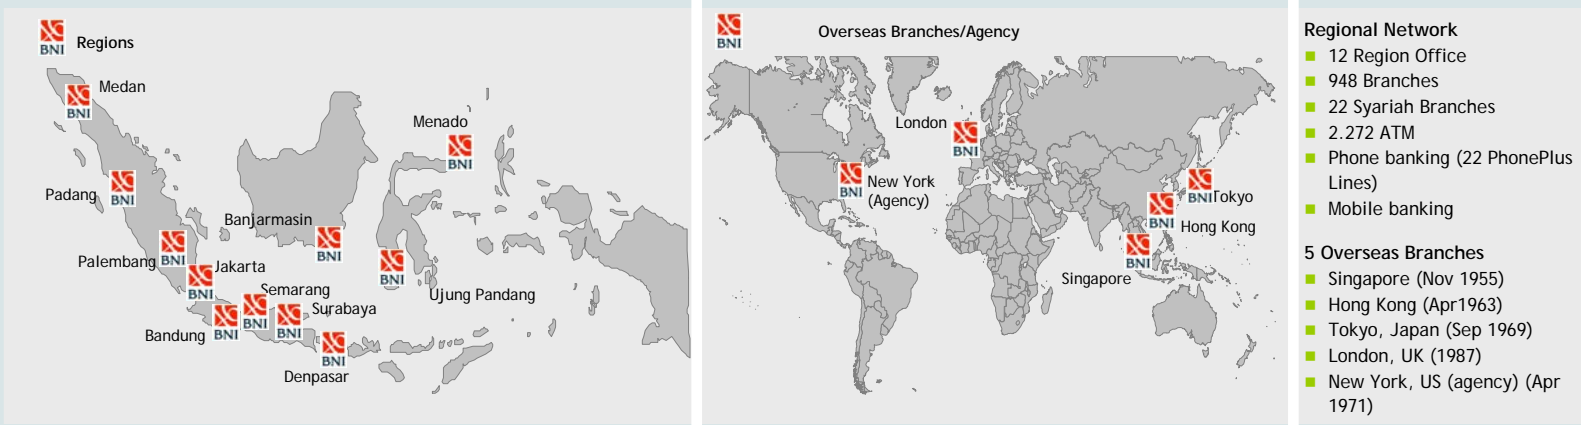 BNI
Regions
BNI
Medan
Menado
BNI
Padang
BNI
Banjarmasin
BNI
Palembang
BNI
Jakarta
BNI
BNI
Ujung Pandang
Semarang
BNI
Surabaya
BNI
Bandung
BNI
BNI
Denpasar
BNI
Overseas Branches/Agency
London
BNI
BNI
New York
(Agency)
BNI
Tokyo
BNI
Hong Kong
BNI
Singapore
Regional Network
12 Region Office
948 Branches
22 Syariah Branches
2.272 ATM
Phone banking (22 PhonePlus
Lines)
Mobile banking
5 Overseas Branches
Singapore (Nov 1955)
Hong Kong (Apr1963)
Tokyo, Japan (Sep 1969)
London, UK (1987)
New York, US (agency) (Apr
1971)